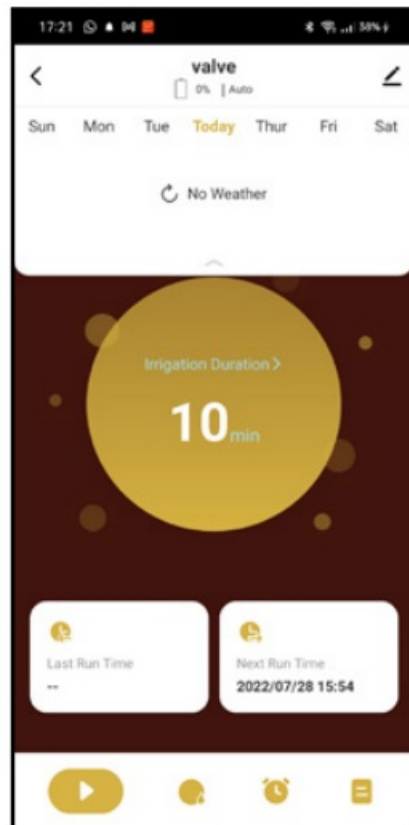 17:21 58%
valve
0% | Auto
Sun Mon Tue Today Thur Fri Sat
No Weather
Irrigation Duration >
10 min
Last Run Time
--
Next Run Time
2022/07/28 15:54